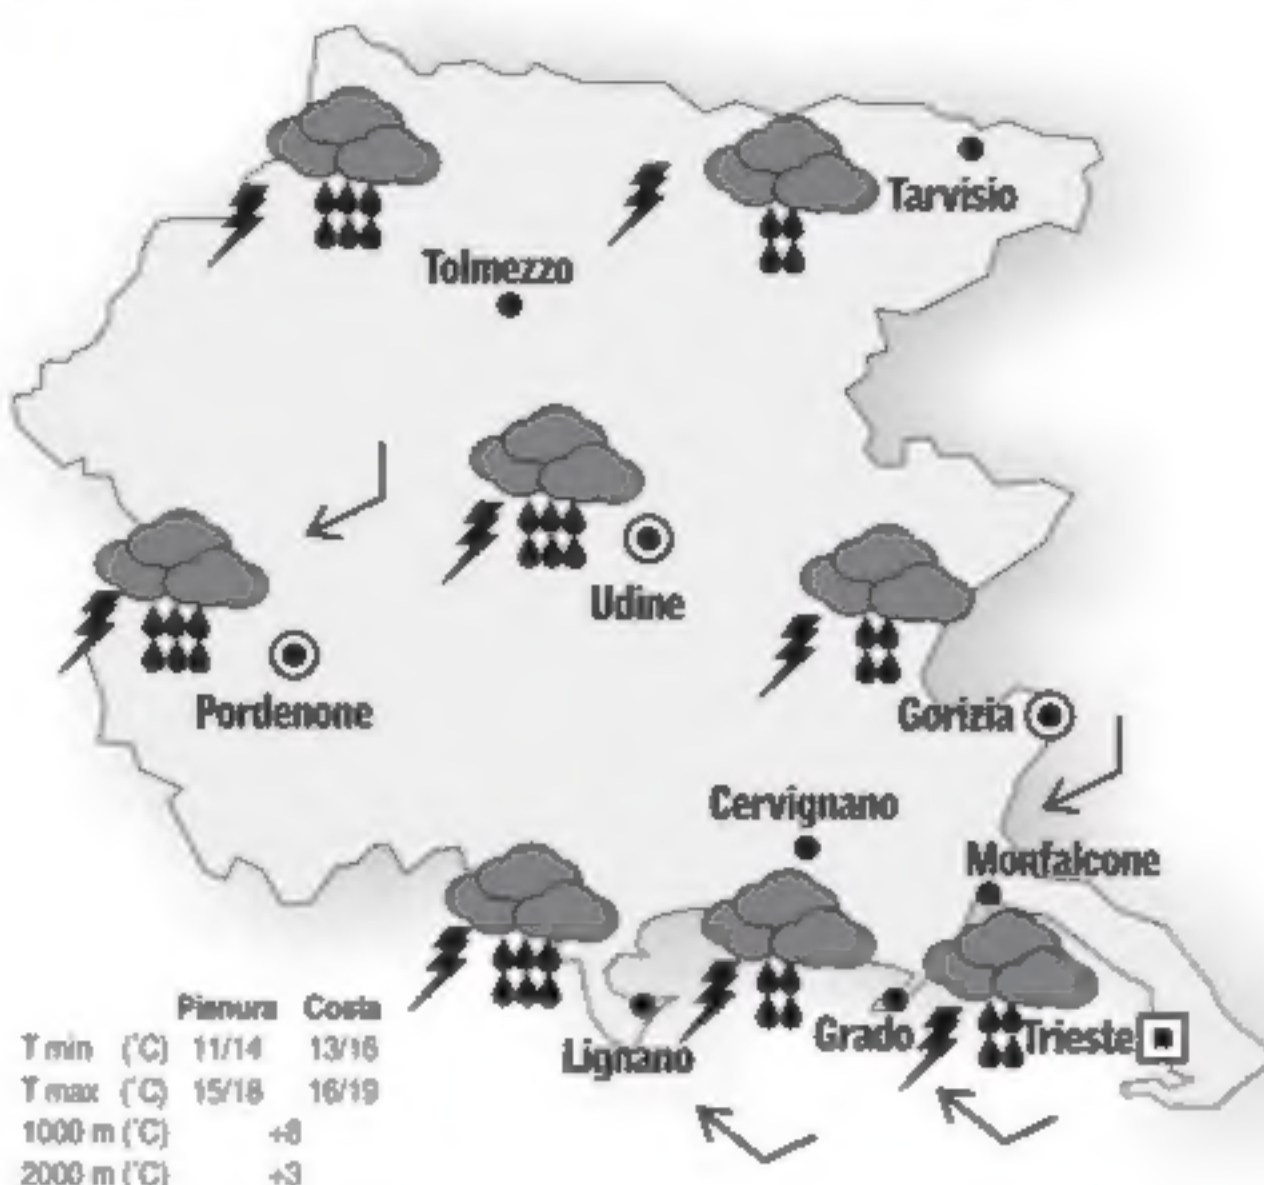 Tarvisio
Tolmezzo
Udine
Pordenone
Gorizia
Cervignano
Monfalcone
Grado
Trieste
Lignano
Pianura Costa
T min (°C) 11/14 13/16
T max (°C) 15/18 16/19
1000 m (°C) +8
2000 m (°C) +3